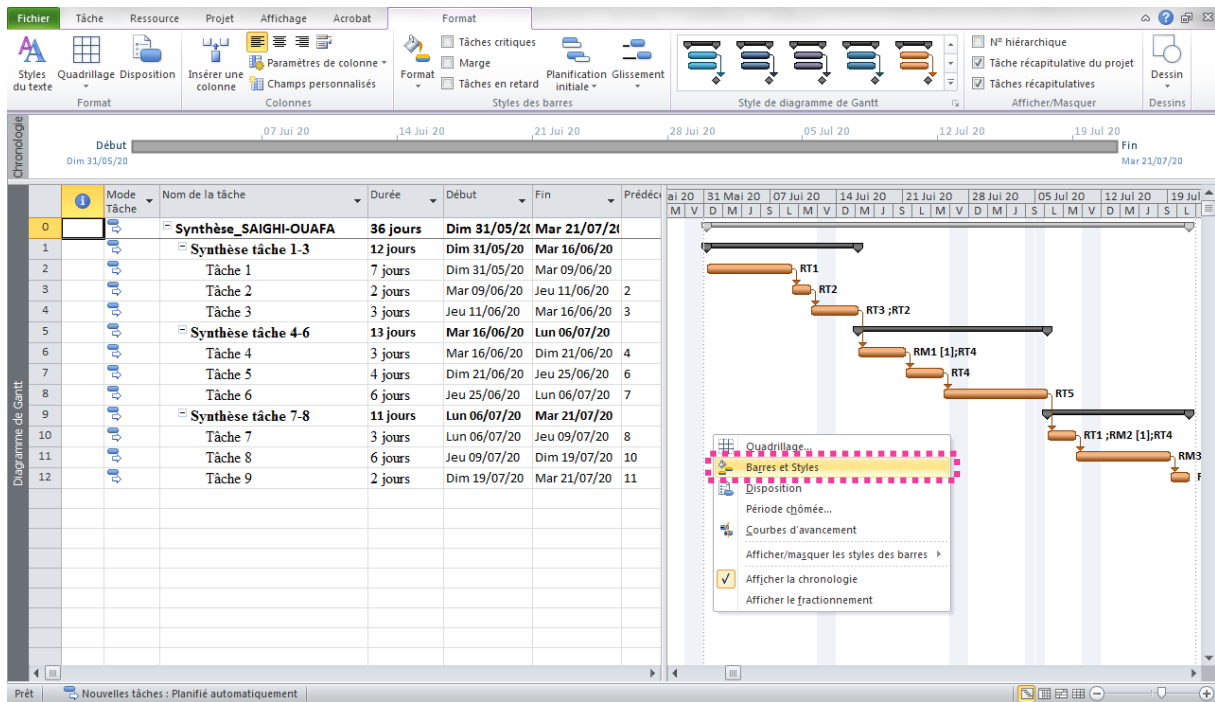 Fichier Tâche Ressource Projet Affichage Acrobat Format
Styles du texte
Quadrillage
Disposition
Format
Insérer une colonne
Paramètres de colonne
Champs personnalisés
Colonnes
Format
Tâches critiques
Marge
Tâches en retard
Planification initiale
Glissement
Styles des barres
Style de diagramme de Gantt
N° hiérarchique
Tâche récapitulative du projet
Tâches récapitulatives
Afficher/Masquer
Dessin
Dessins
Chronologie
07 Jui 20 14 Jui 20 21 Jui 20 28 Jui 20 05 Jul 20 12 Jul 20 19 Jul 20
Début
Dim 31/05/20
Fin
Mar 21/07/20
Diagramme de Gantt
Mode Tâche Nom de la tâche Durée Début Fin Prédéce
ai 20 31 Mai 20 07 Jui 20 14 Jui 20 21 Jui 20 28 Jui 20 05 Jul 20 12 Jul 20 19 Jul
M V D M J S L M V D M J S L M V D M J S L M V D M J S L
0 Synthèse_SAIGHI-OUAFA 36 jours Dim 31/05/20 Mar 21/07/20
1 Synthèse tâche 1-3 12 jours Dim 31/05/20 Mar 16/06/20
2 Tâche 1 7 jours Dim 31/05/20 Mar 09/06/20 RT1
3 Tâche 2 2 jours Mar 09/06/20 Jeu 11/06/20 2 RT2
4 Tâche 3 3 jours Jeu 11/06/20 Mar 16/06/20 3 RT3 ;RT2
5 Synthèse tâche 4-6 13 jours Mar 16/06/20 Lun 06/07/20
6 Tâche 4 3 jours Mar 16/06/20 Dim 21/06/20 4 RM1 [1];RT4
7 Tâche 5 4 jours Dim 21/06/20 Jeu 25/06/20 6 RT4
8 Tâche 6 6 jours Jeu 25/06/20 Lun 06/07/20 7 RT5
9 Synthèse tâche 7-8 11 jours Lun 06/07/20 Mar 21/07/20
10 Tâche 7 3 jours Lun 06/07/20 Jeu 09/07/20 8 RT1 ;RM2 [1];RT4
11 Tâche 8 6 jours Jeu 09/07/20 Dim 19/07/20 10 RM3
12 Tâche 9 2 jours Dim 19/07/20 Mar 21/07/20 11
Quadrillage...
Barres et Styles
Disposition
Période chômée...
Courbes d'avancement
Afficher/masquer les styles des barres
Afficher la chronologie
Afficher le fractionnement
Prêt Nouvelles tâches : Planifié automatiquement